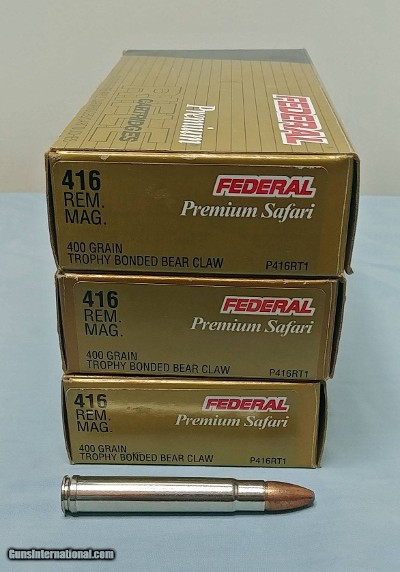 Premium
RIFLE
CARTRIDGES
FEDERAL
416
REM.
MAG.
FEDERAL
Premium Safari
400 GRAIN
TROPHY BONDED BEAR CLAW
P416RT1
416
REM.
MAG.
FEDERAL
Premium Safari
400 GRAIN
TROPHY BONDED BEAR CLAW
P416RT1
416
REM.
MAG.
FEDERAL
Premium Safari
400 GRAIN
TROPHY BONDED BEAR CLAW
P416RT1
GunsInternational.com